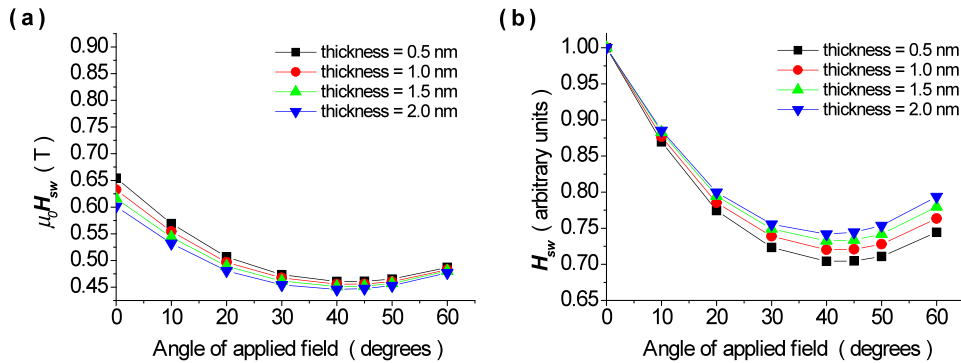 (a)
0.90
0.85
0.80
0.75
0.70
0.65
0.60
0.55
0.50
0.45
μ0Hsw (T)
thickness = 0.5 nm
thickness = 1.0 nm
thickness = 1.5 nm
thickness = 2.0 nm
0 10 20 30 40 50 60
Angle of applied field (degrees)
(b)
1.00
0.95
0.90
0.85
0.80
0.75
0.70
0.65
Hsw (arbitrary units)
thickness = 0.5 nm
thickness = 1.0 nm
thickness = 1.5 nm
thickness = 2.0 nm
0 10 20 30 40 50 60
Angle of applied field (degrees)